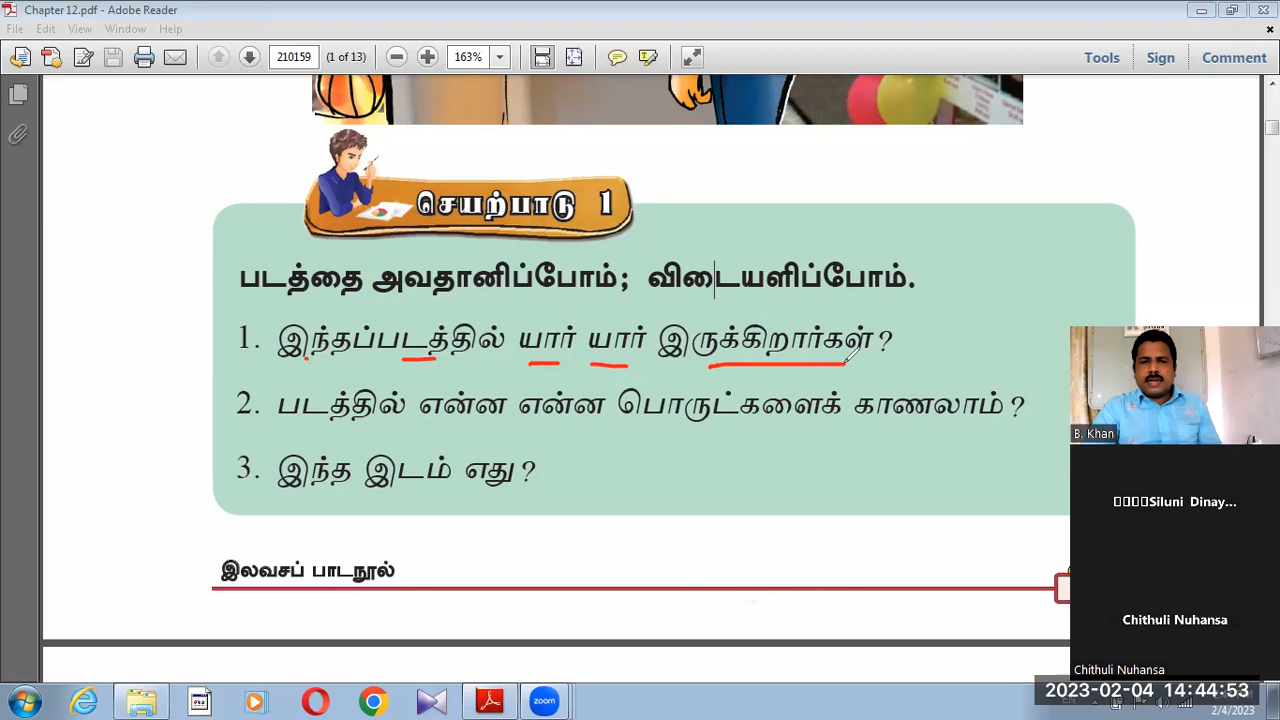 Chapter 12.pdf - Adobe Reader
File Edit View Window Help
210159 (1 of 13) 163% Tools Sign Comment
செயற்பாடு 1
படத்தை அவதானிப்போம்; விடையளிப்போம்.
1. இந்தப்படத்தில் யார் யார் இருக்கிறார்கள்?
2. படத்தில் என்ன என்ன பொருட்களைக் காணலாம்?
3. இந்த இடம் எது?
இலவசப் பாடநூல்
B. Khan
Siluni Dinay...
Chithuli Nuhansa
Chithuli Nuhansa
zoom
2023-02-04 14:44:53
2/4/2023